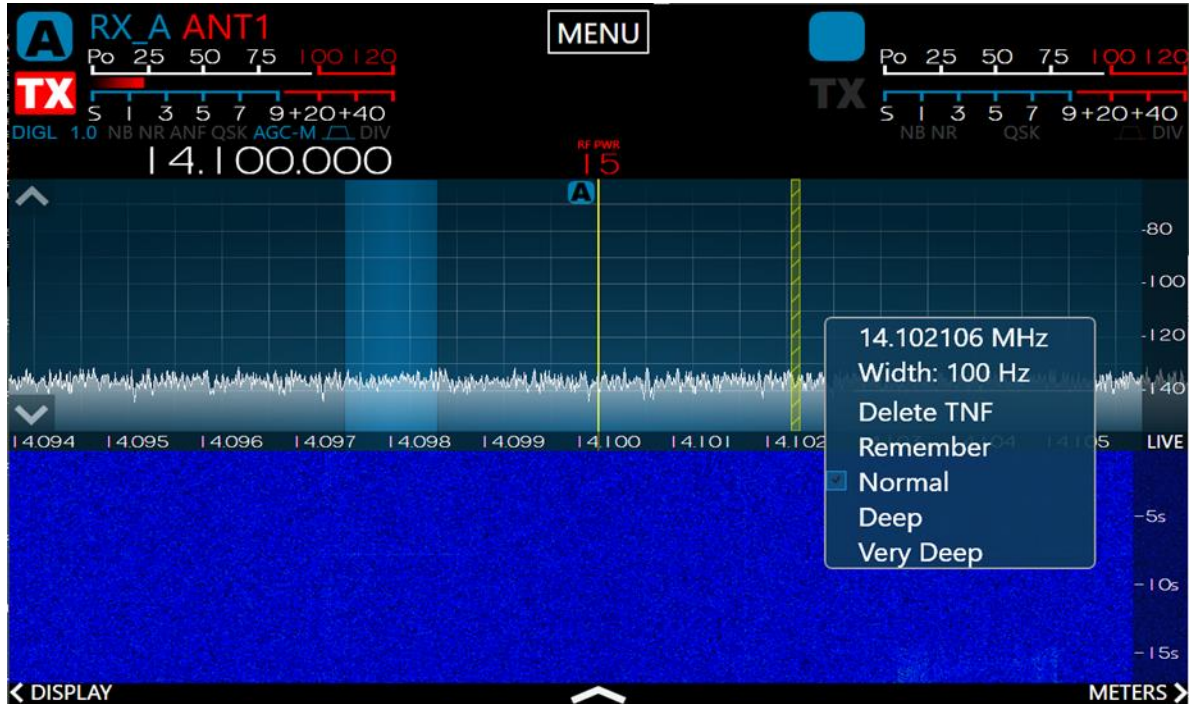 A RX_A ANT1
Po 25 50 75 100 120
TX
S 1 3 5 7 9+20+40
DIGL 1.0 NB NR ANF QSK AGC-M DIV
14.100.000
MENU
RF PWR
15
Po 25 50 75 100 120
TX
S 1 3 5 7 9+20+40
NB NR QSK DIV
A
-80
-100
-120
-140
14.102106 MHz
Width: 100 Hz
Delete TNF
Remember
Normal
Deep
Very Deep
14.094 14.095 14.096 14.097 14.098 14.099 14.100 14.101 14.102 LIVE
-5s
-10s
-15s
DISPLAY METERS